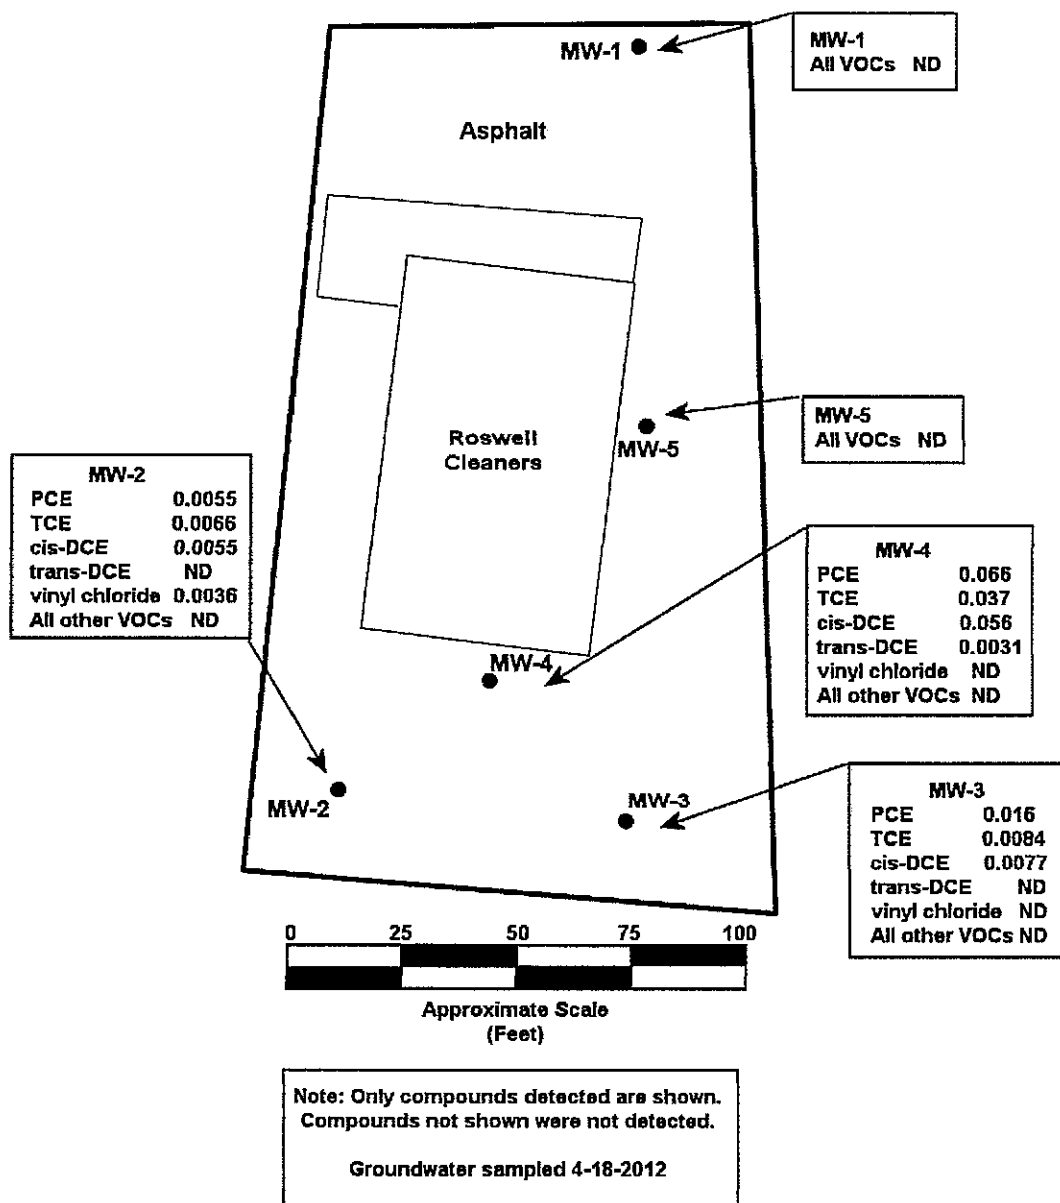 MW-1
MW-1
All VOCs ND
Asphalt
MW-5
All VOCs ND
MW-5
Roswell
Cleaners
MW-2
PCE 0.0055
TCE 0.0066
cis-DCE 0.0055
trans-DCE ND
vinyl chloride 0.0036
All other VOCs ND
MW-4
PCE 0.066
TCE 0.037
cis-DCE 0.056
trans-DCE 0.0031
vinyl chloride ND
All other VOCs ND
MW-4
MW-2
MW-3
MW-3
PCE 0.016
TCE 0.0084
cis-DCE 0.0077
trans-DCE ND
vinyl chloride ND
All other VOCs ND
0 25 50 75 100
Approximate Scale
(Feet)
Note: Only compounds detected are shown.
Compounds not shown were not detected.
Groundwater sampled 4-18-2012